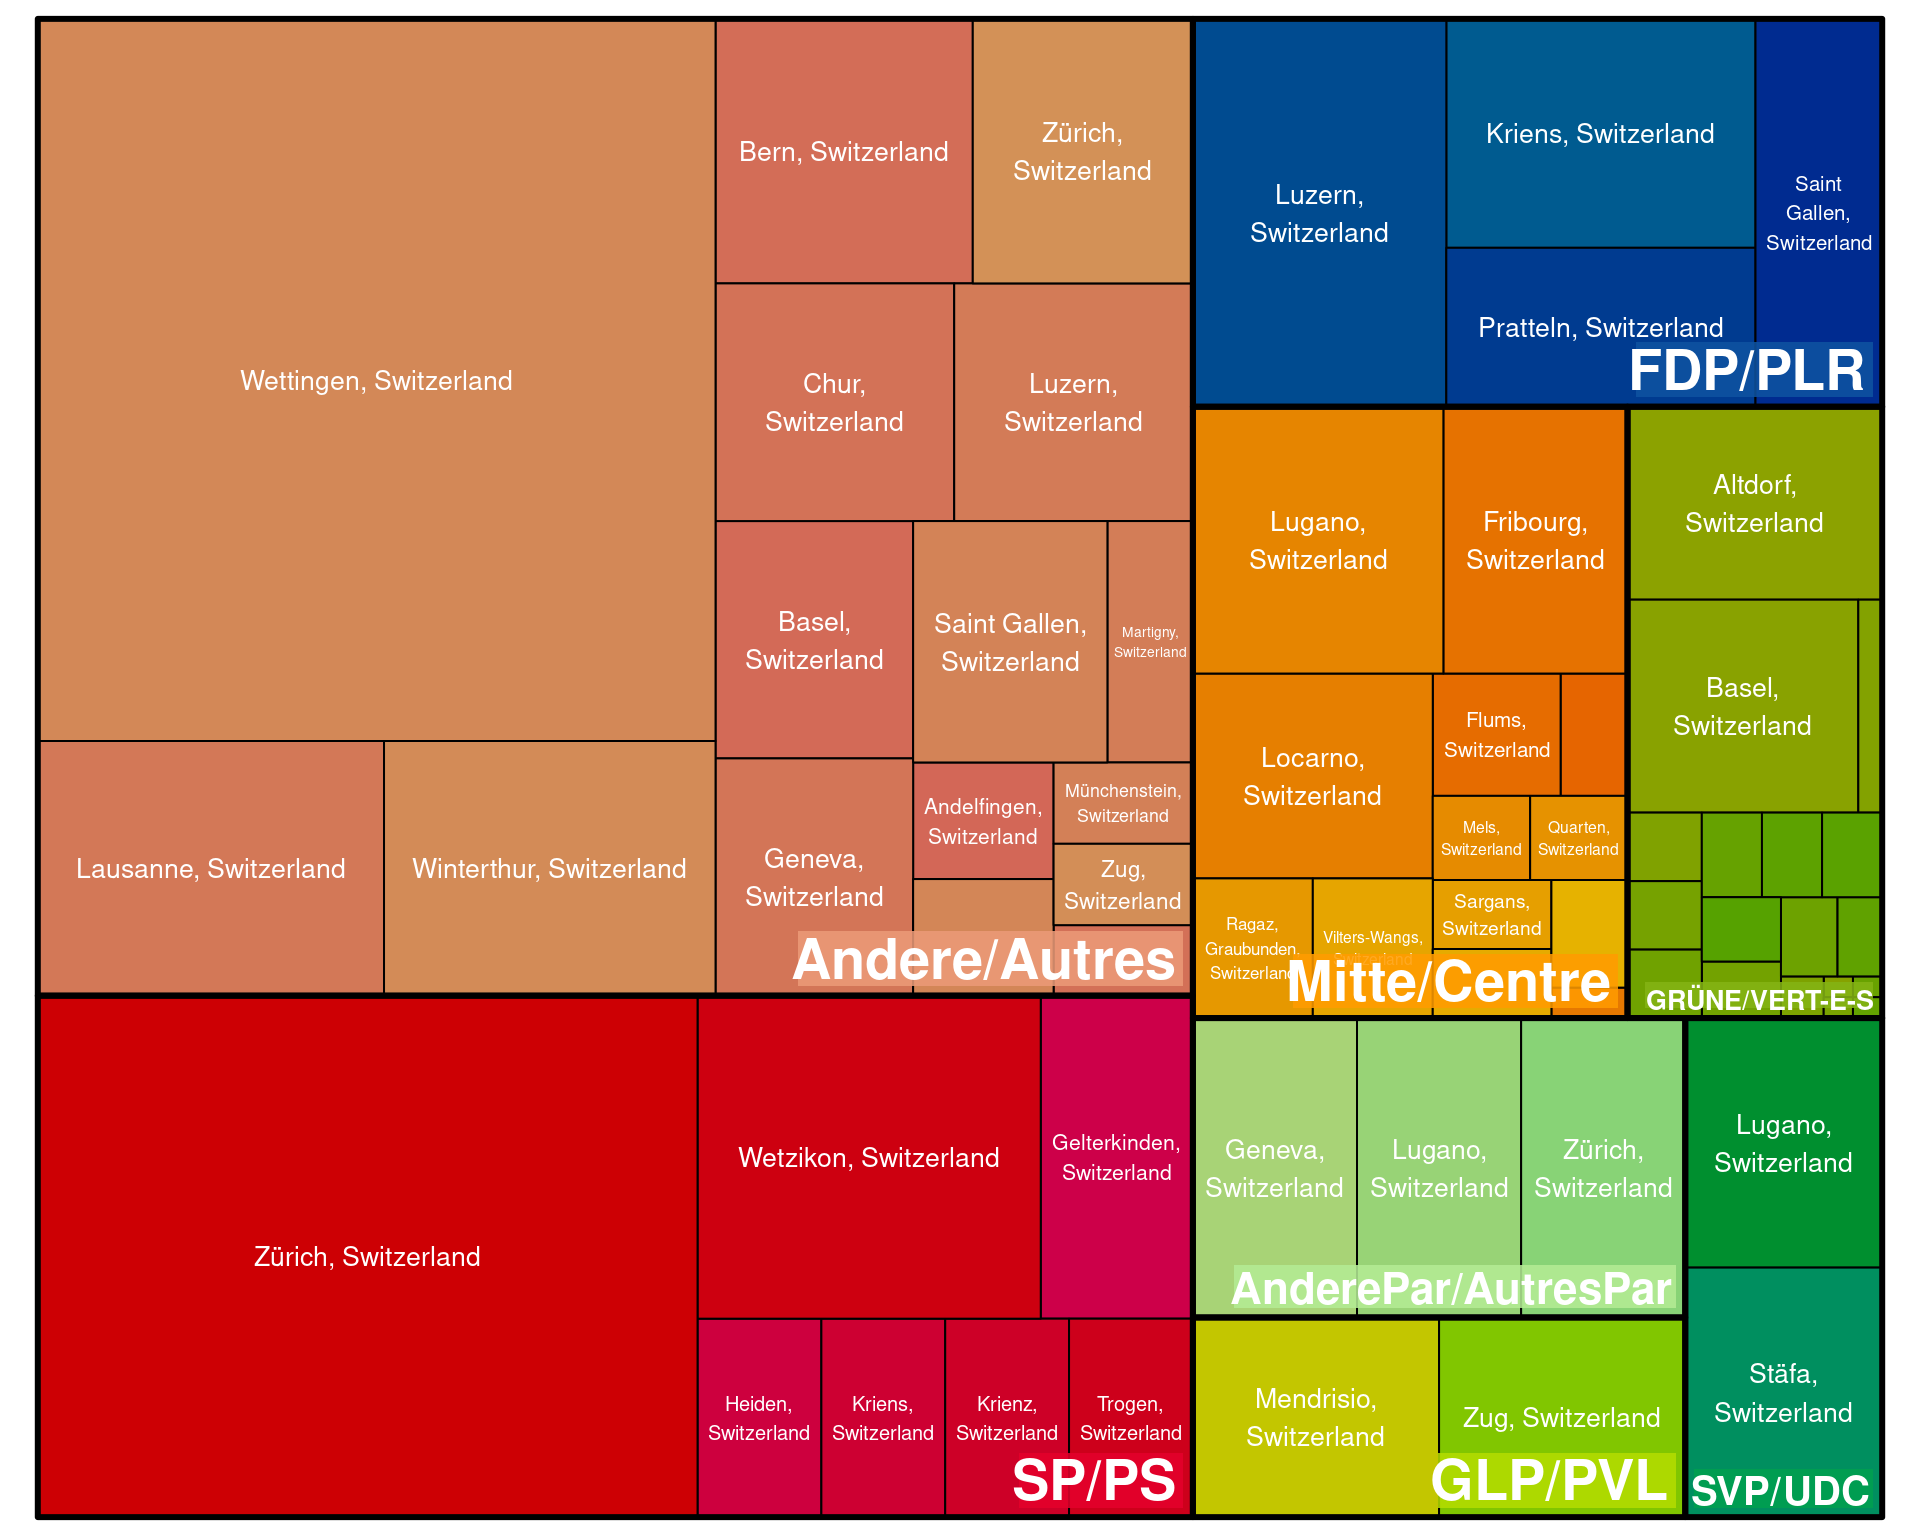 Wettingen, Switzerland
Lausanne, Switzerland
Winterthur, Switzerland
Bern, Switzerland
Zürich,
Switzerland
Chur,
Switzerland
Luzern,
Switzerland
Basel,
Switzerland
Saint Gallen,
Switzerland
Martigny,
Switzerland
Geneva,
Switzerland
Andelfingen,
Switzerland
Münchenstein,
Switzerland
Zug,
Switzerland
Andere/Autres
Zürich, Switzerland
Wetzikon, Switzerland
Gelterkinden,
Switzerland
Heiden,
Switzerland
Kriens,
Switzerland
Krienz,
Switzerland
Trogen,
Switzerland
SP/PS
Luzern,
Switzerland
Kriens, Switzerland
Pratteln, Switzerland
Saint
Gallen,
Switzerland
FDP/PLR
Lugano,
Switzerland
Fribourg,
Switzerland
Locarno,
Switzerland
Flums,
Switzerland
Mels,
Switzerland
Quarten,
Switzerland
Ragaz,
Graubunden,
Switzerland
Vilters-Wangs,
Switzerland
Sargans,
Switzerland
Mitte/Centre
Altdorf,
Switzerland
Basel,
Switzerland
GRÜNE/VERT-E-S
Geneva,
Switzerland
Lugano,
Switzerland
Zürich,
Switzerland
AnderePar/AutresPar
Mendrisio,
Switzerland
Zug, Switzerland
GLP/PVL
Lugano,
Switzerland
Stäfa,
Switzerland
SVP/UDC